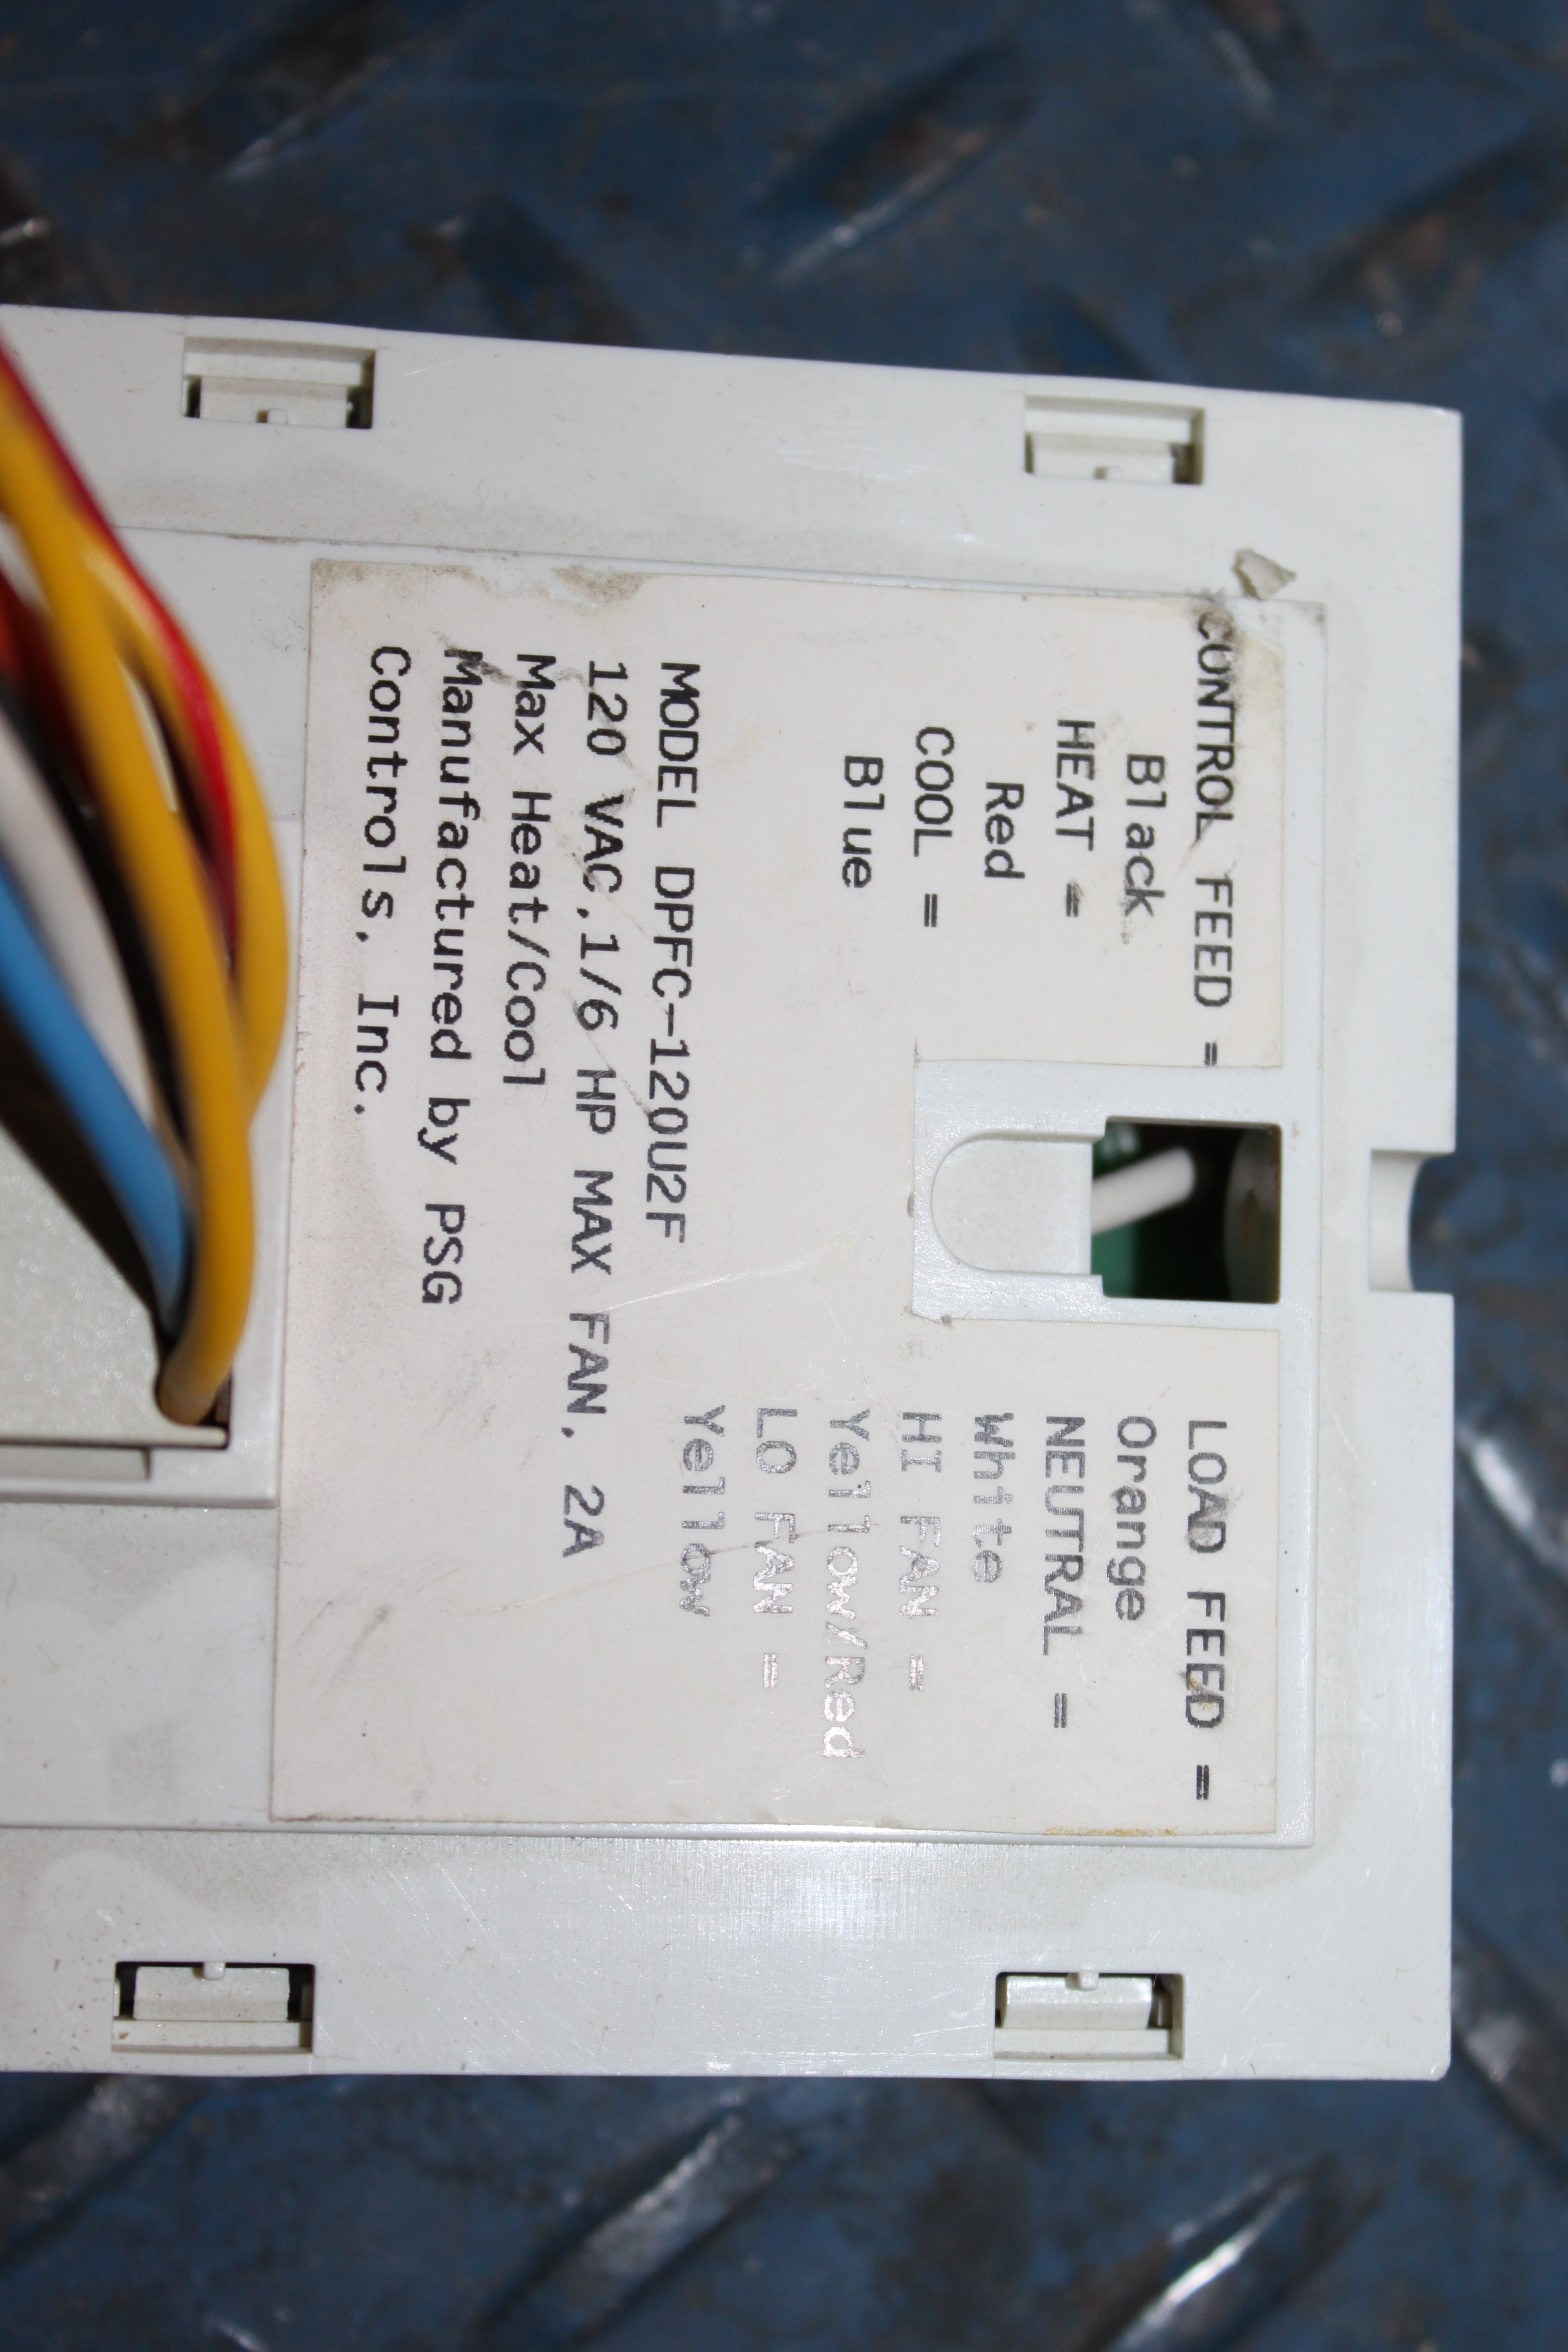 CONTROL FEED =
Black
HEAT =
Red
COOL =
Blue
LOAD FEED =
Orange
NEUTRAL =
White
HI FAN =
Yellow/Red
LO FAN =
Yellow
MODEL DPFC-120U2F
120 VAC,1/6 HP MAX FAN, 2A
Max Heat/Cool
Manufactured by PSG
Controls, Inc.